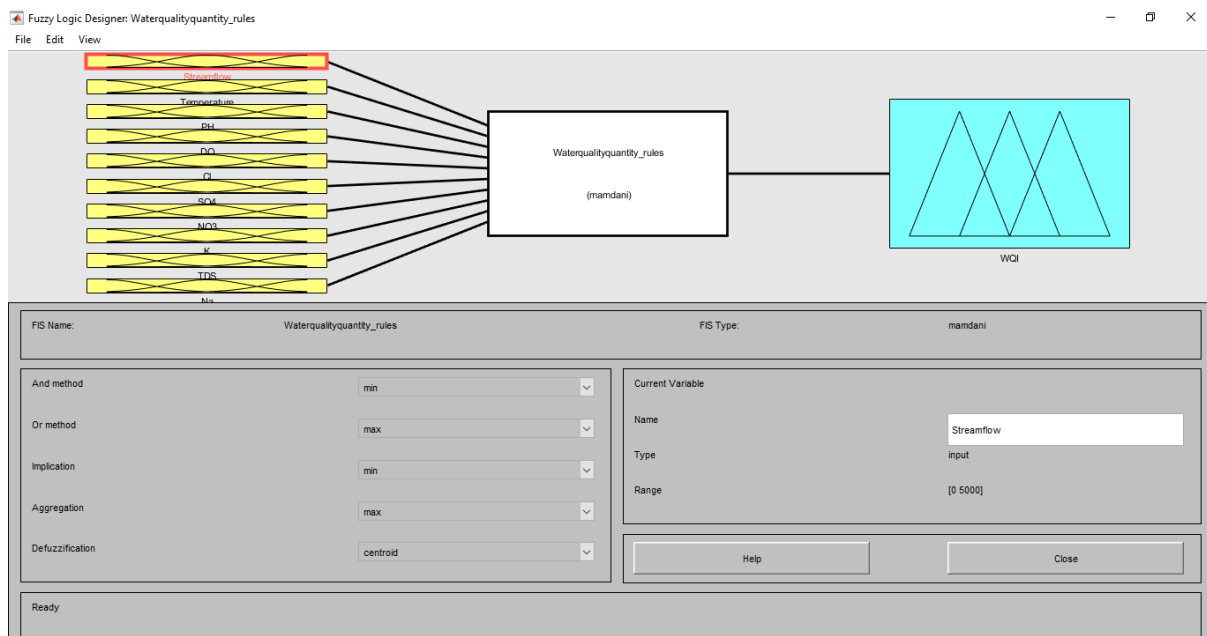 Fuzzy Logic Designer: Waterqualityquantity_rules
File Edit View
Streamflow
Temperature
PH
DO
Cl
SO4
NO3
K
TDS
Na
Waterqualityquantity_rules
(mamdani)
WQI
FIS Name: Waterqualityquantity_rules FIS Type: mamdani
And method min
Or method max
Implication min
Aggregation max
Defuzzification centroid
Current Variable
Name Streamflow
Type input
Range [0 5000]
Help Close
Ready